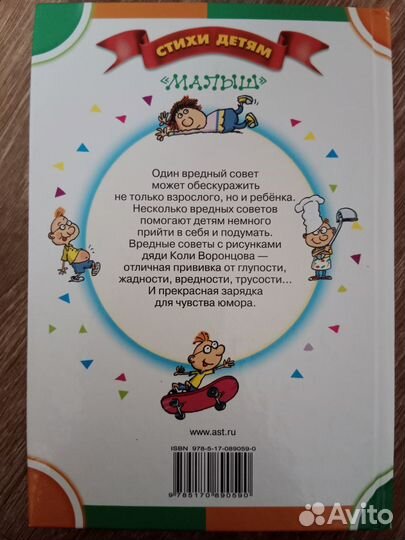 СТИХИ ДЕТЯМ
«МАЛЫШ»
Один вредный совет
может обескуражить
не только взрослого, но и ребёнка.
Несколько вредных советов
помогают детям немного
прийти в себя и подумать.
Вредные советы с рисунками
дяди Коли Воронцова —
отличная прививка от глупости,
жадности, вредности, трусости...
И прекрасная зарядка
для чувства юмора.
www.ast.ru
ISBN 978-5-17-089059-0
9 785170 890590
Avito